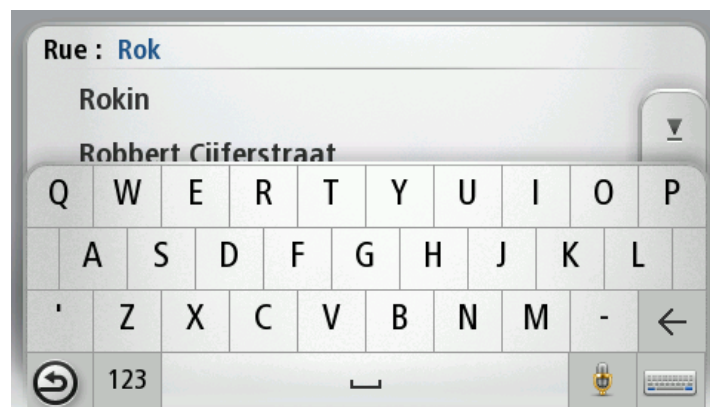 Rue : Rok
Rokin
Robbert Cijferstraat
Q W E R T Y U I O P
A S D F G H J K L
' Z X C V B N M -
123